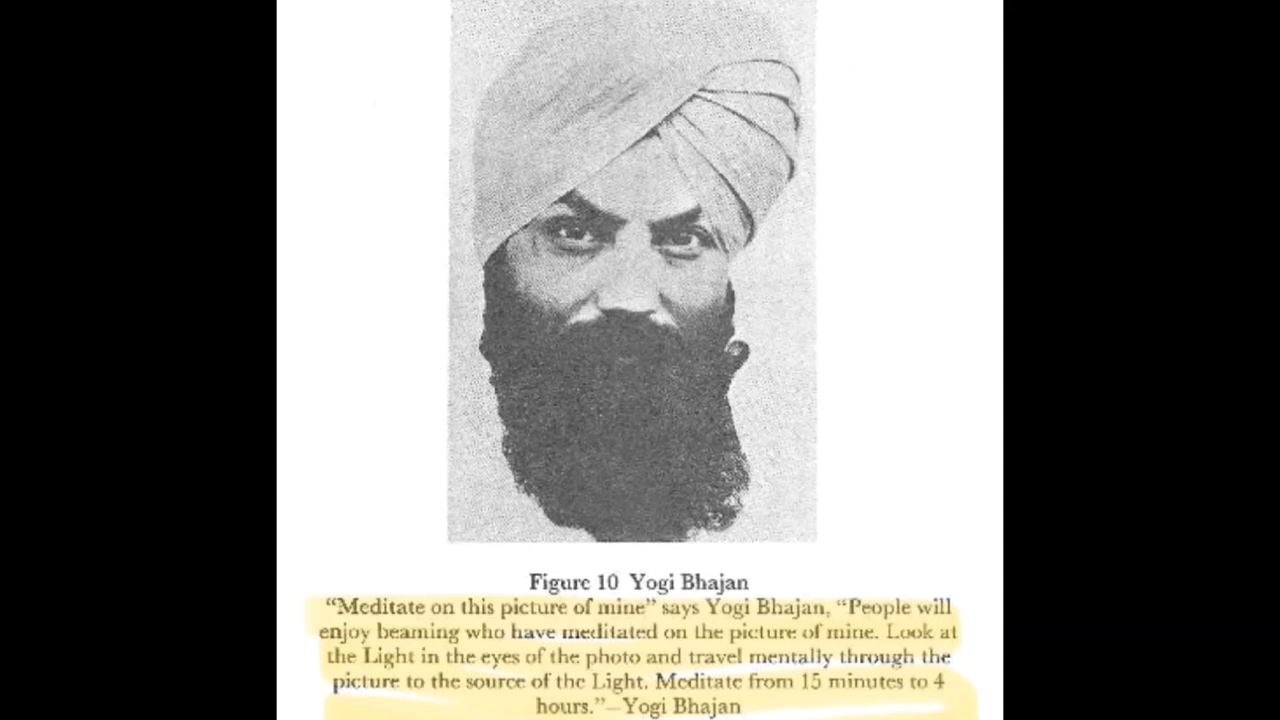 Figure 10 Yogi Bhajan
“Meditate on this picture of mine” says Yogi Bhajan, “People will
enjoy beaming who have meditated on the picture of mine. Look at
the Light in the eyes of the photo and travel mentally through the
picture to the source of the Light. Meditate from 15 minutes to 4
hours.”—Yogi Bhajan